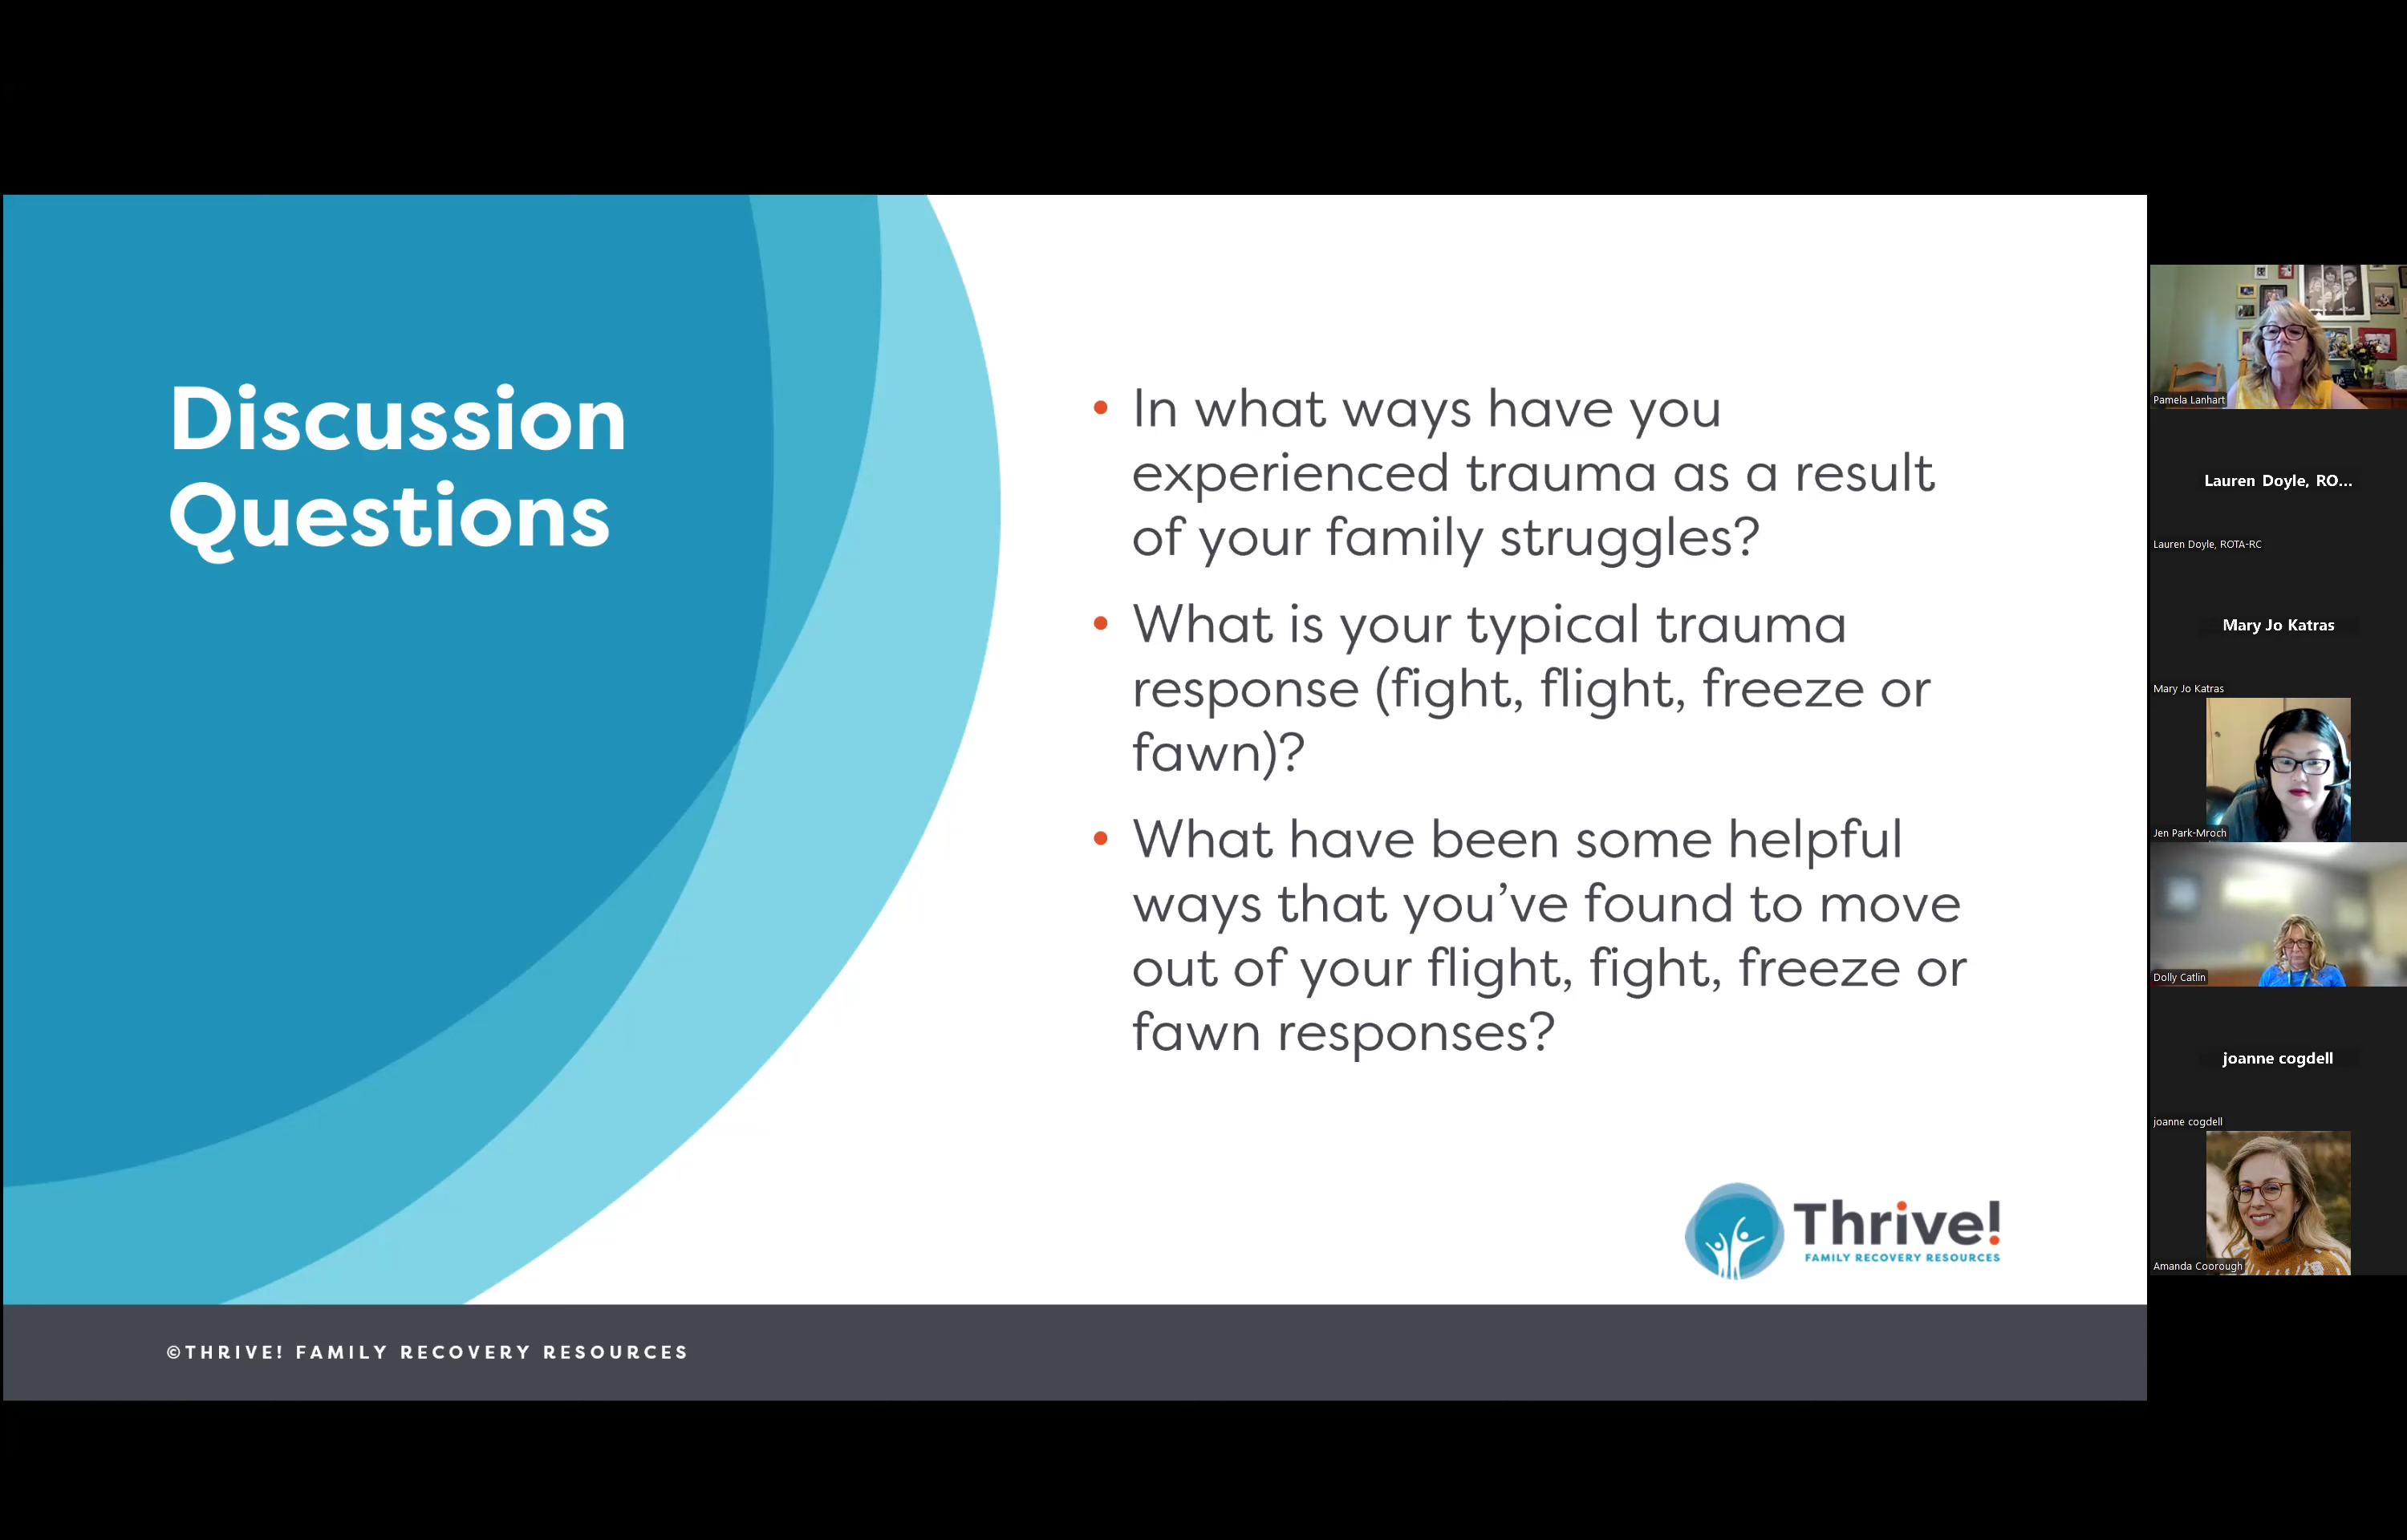 Discussion
Questions
• In what ways have you
experienced trauma as a result
of your family struggles?
• What is your typical trauma
response (fight, flight, freeze or
fawn)?
• What have been some helpful
ways that you've found to move
out of your flight, fight, freeze or
fawn responses?
Thrive!
FAMILY RECOVERY RESOURCES
©THRIVE! FAMILY RECOVERY RESOURCES
Pamela Lanhart
Lauren Doyle, RO...
Lauren Doyle, ROTA-RC
Mary Jo Katras
Mary Jo Katras
Jen Park-Mroch
Dolly Catlin
joanne cogdell
joanne cogdell
Amanda Coorough